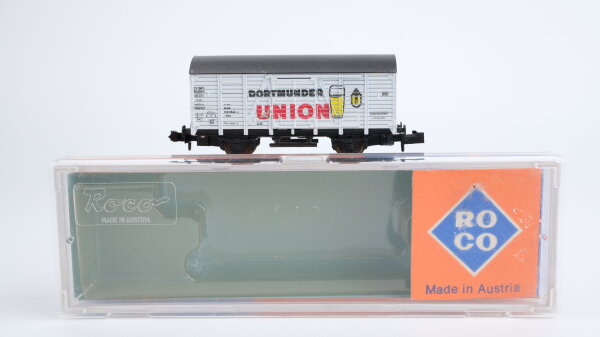 DORTMUNDER
UNION
Roco
MADE IN AUSTRIA
RO
CO
Made in Austria